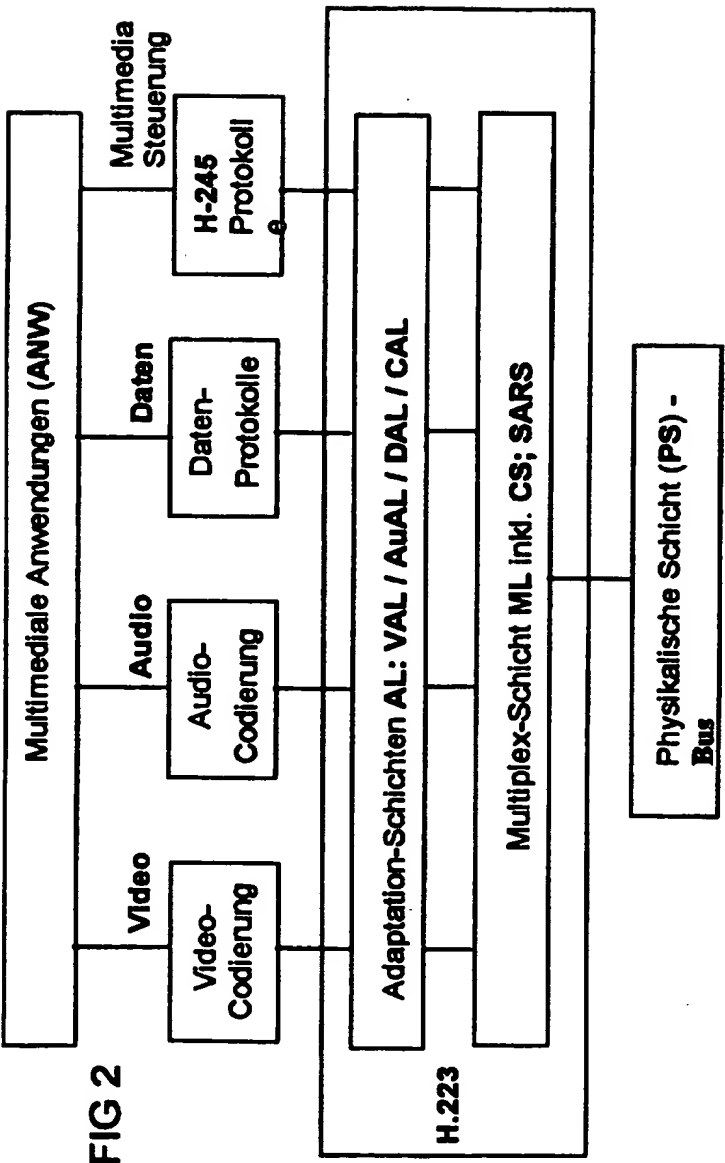 FIG 2
Multimediale Anwendungen (ANW)
Video
Audio
Daten
Multimedia
Steuerung
Video-
Codierung
Audio-
Codierung
Daten-
Protokolle
H-245
Protokoll
e
H.223
Adaptation-Schichten AL: VAL / AuAL / DAL / CAL
Multiplex-Schicht ML inkl. CS; SARS
Physikalische Schicht (PS) -
Bus